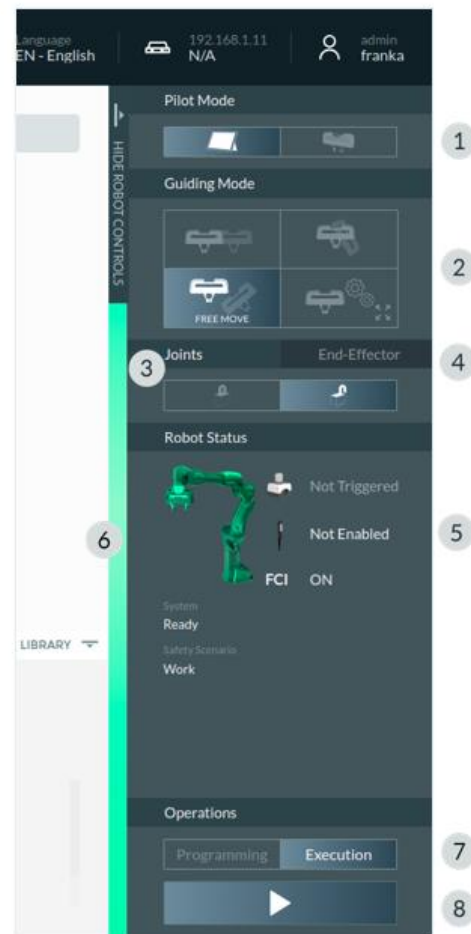 Language
EN - English
192.168.1.11
N/A
admin
franka
HIDE ROBOT CONTROLS
Pilot Mode
1
Guiding Mode
2
FREE MOVE
3
Joints
End-Effector
4
Robot Status
Not Triggered
Not Enabled
5
6
FCI ON
System
Ready
LIBRARY
Safety Scenario
Work
Operations
Programming
Execution
7
8